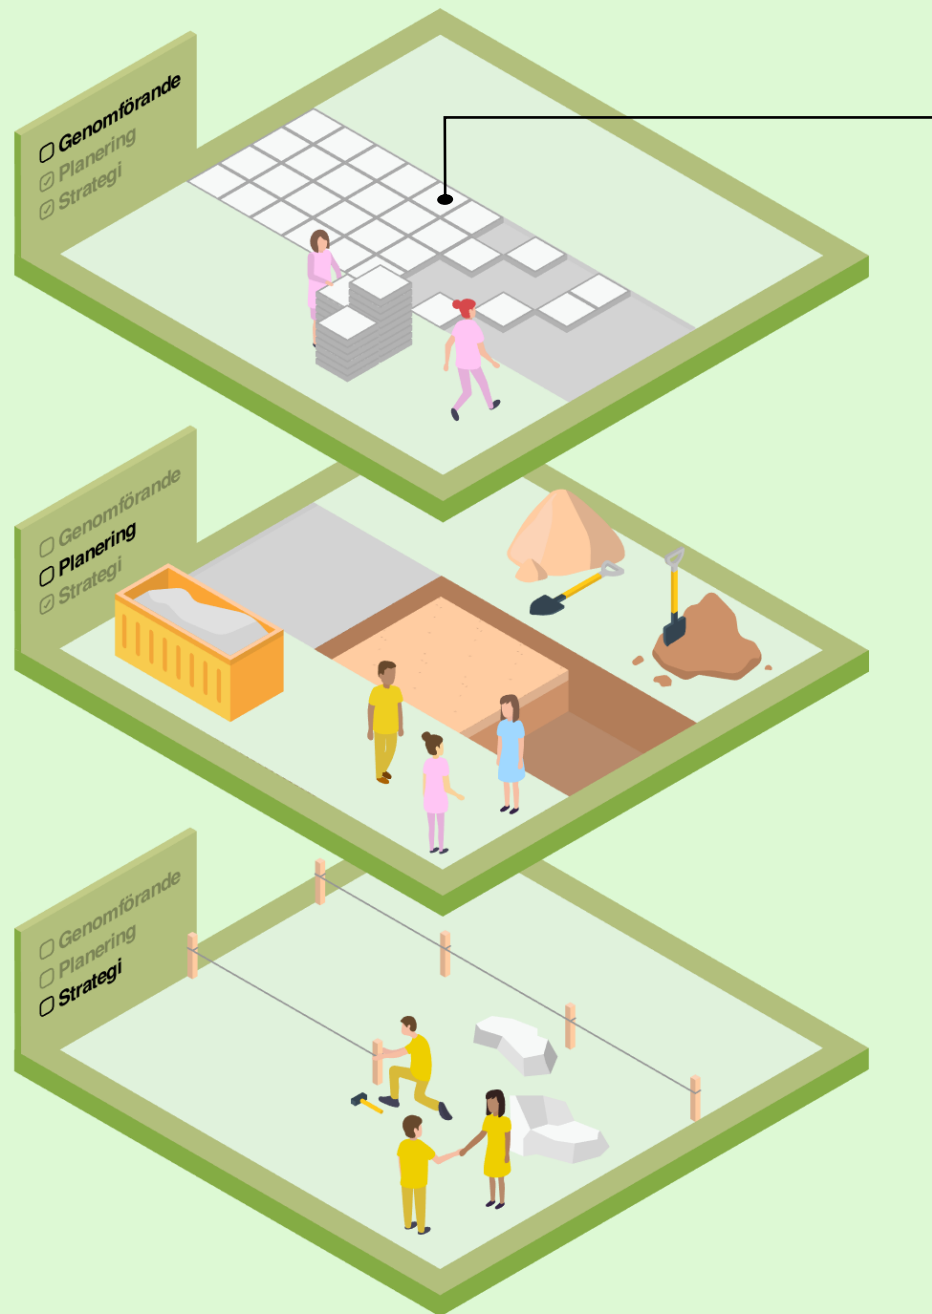 Genomförande
Planering
Strategi
Genomförande
Planering
Strategi
Genomförande
Planering
Strategi